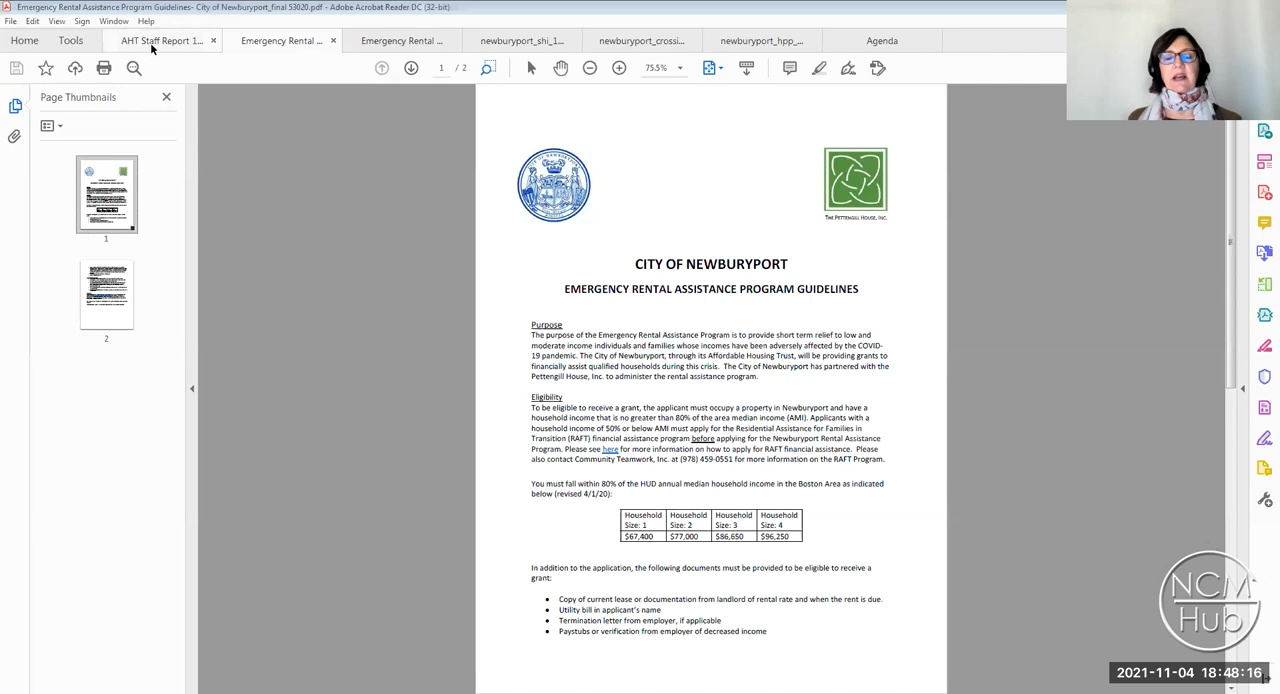 Emergency Rental Assistance Program Guidelines- City of Newburyport_final 53020.pdf - Adobe Acrobat Reader DC (32-bit)
File Edit View Sign Window Help
Home Tools AHT Staff Report 1... × Emergency Rental ... × Emergency Rental ... newburyport_shi_1... newburyport_crossi... newburyport_hpp_... Agenda
1 / 2 75.5%
Page Thumbnails ×
1
2
THE PETTENGILL HOUSE, INC.
CITY OF NEWBURYPORT
EMERGENCY RENTAL ASSISTANCE PROGRAM GUIDELINES
Purpose
The purpose of the Emergency Rental Assistance Program is to provide short term relief to low and
moderate income individuals and families whose incomes have been adversely affected by the COVID-
19 pandemic. The City of Newburyport, through its Affordable Housing Trust, will be providing grants to
financially assist qualified households during this crisis. The City of Newburyport has partnered with the
Pettengill House, Inc. to administer the rental assistance program.
Eligibility
To be eligible to receive a grant, the applicant must occupy a property in Newburyport and have a
household income that is no greater than 80% of the area median income (AMI). Applicants with a
household income of 50% or below AMI must apply for the Residential Assistance for Families in
Transition (RAFT) financial assistance program before applying for the Newburyport Rental Assistance
Program. Please see here for more information on how to apply for RAFT financial assistance. Please
also contact Community Teamwork, Inc. at (978) 459-0551 for more information on the RAFT Program.
You must fall within 80% of the HUD annual median household income in the Boston Area as indicated
below (revised 4/1/20):
Household Household Household Household
Size: 1 Size: 2 Size: 3 Size: 4
$67,400 $77,000 $86,650 $96,250
In addition to the application, the following documents must be provided to be eligible to receive a
grant:
• Copy of current lease or documentation from landlord of rental rate and when the rent is due.
• Utility bill in applicant's name
• Termination letter from employer, if applicable
• Paystubs or verification from employer of decreased income
NCM
Hub
2021-11-04 18:48:16